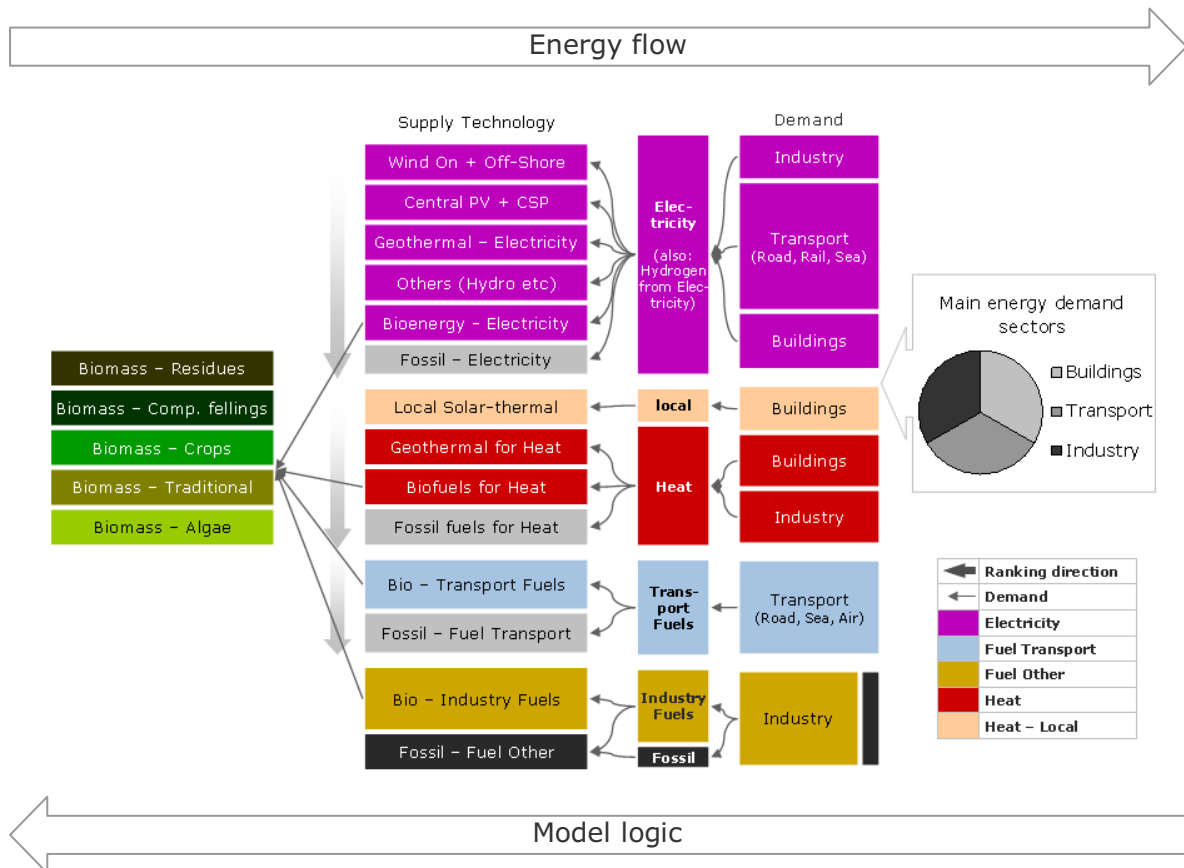 Energy flow
Supply Technology
Demand
Wind On + Off-Shore
Central PV + CSP
Geothermal – Electricity
Others (Hydro etc)
Bioenergy – Electricity
Fossil – Electricity
Elec-
tricity
(also:
Hydrogen
from Elec-
tricity)
Industry
Transport
(Road, Rail, Sea)
Buildings
Main energy demand
sectors
Buildings
Transport
Industry
Biomass – Residues
Biomass – Comp. fellings
Biomass – Crops
Biomass – Traditional
Biomass – Algae
Local Solar-thermal
local
Buildings
Geothermal for Heat
Biofuels for Heat
Fossil fuels for Heat
Heat
Buildings
Industry
Bio – Transport Fuels
Fossil – Fuel Transport
Trans-
port
Fuels
Transport
(Road, Sea, Air)
Bio – Industry Fuels
Fossil – Fuel Other
Industry
Fuels
Fossil
Industry
Ranking direction
Demand
Electricity
Fuel Transport
Fuel Other
Heat
Heat – Local
Model logic